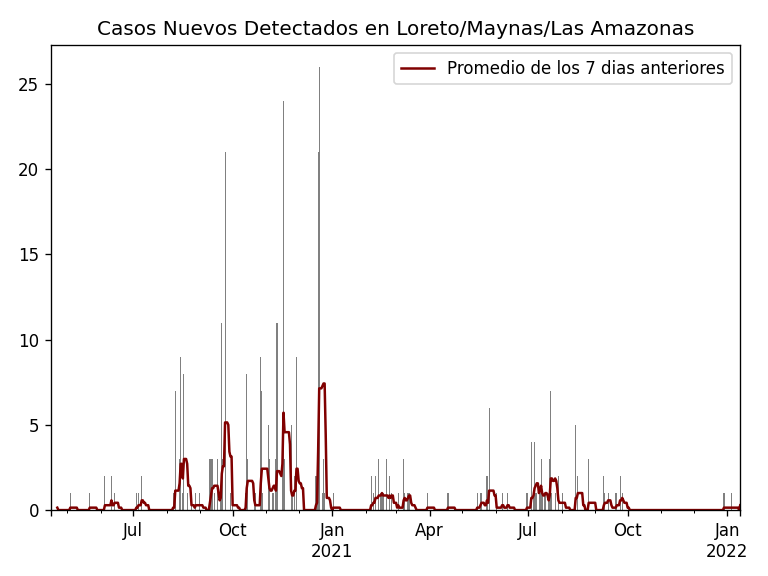 Casos Nuevos Detectados en Loreto/Maynas/Las Amazonas
Promedio de los 7 dias anteriores
25
20
15
10
5
0
Jul
Oct
Jan
2021
Apr
Jul
Oct
Jan
2022